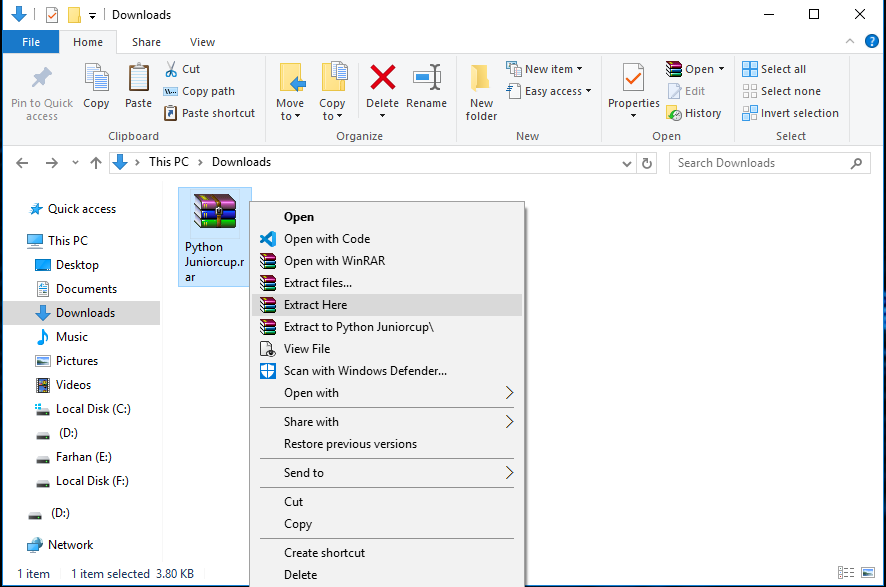 Downloads
File Home Share View
Pin to Quick access
Copy
Paste
Cut
Copy path
Paste shortcut
Clipboard
Move to
Copy to
Delete
Rename
Organize
New folder
New item
Easy access
New
Properties
Open
Edit
History
Open
Select all
Select none
Invert selection
Select
This PC > Downloads
Search Downloads
Quick access
This PC
Desktop
Documents
Downloads
Music
Pictures
Videos
Local Disk (C:)
(D:)
Farhan (E:)
Local Disk (F:)
(D:)
Network
Python
Juniorcup.r
ar
Open
Open with Code
Open with WinRAR
Extract files...
Extract Here
Extract to Python Juniorcup\
View File
Scan with Windows Defender...
Open with
Share with
Restore previous versions
Send to
Cut
Copy
Create shortcut
Delete
1 item 1 item selected 3.80 KB